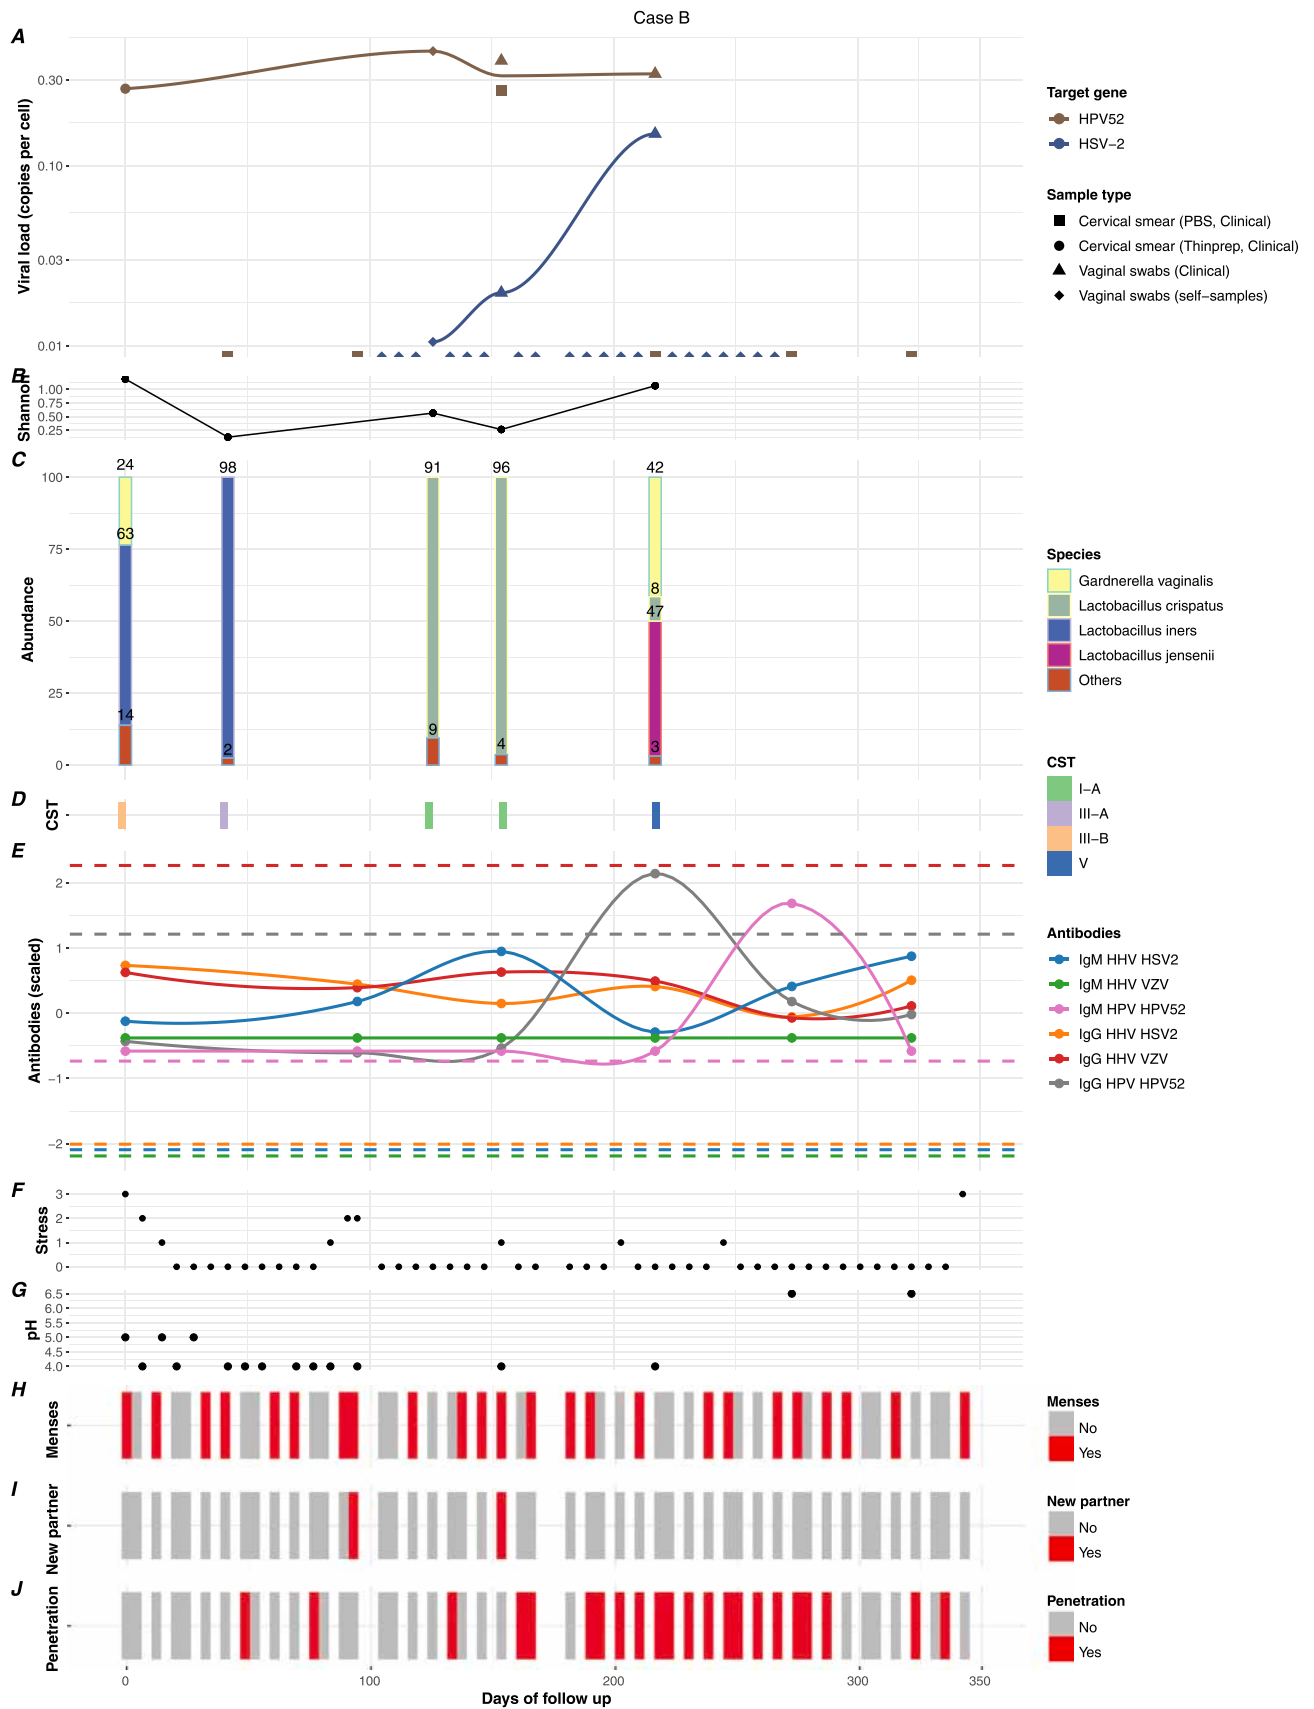 Case B
A
Viral load (copies per cell)
0.30
0.10
0.03
0.01
Target gene
HPV52
HSV−2
Sample type
Cervical smear (PBS, Clinical)
Cervical smear (Thinprep, Clinical)
Vaginal swabs (Clinical)
Vaginal swabs (self−samples)
B
Shannon
1.00
0.75
0.50
0.25
C
Abundance
100
75
50
25
0
24
98
91
96
42
63
8
47
14
2
9
4
3
Species
Gardnerella vaginalis
Lactobacillus crispatus
Lactobacillus iners
Lactobacillus jensenii
Others
D
CST
CST
I−A
III−A
III−B
V
E
Antibodies (scaled)
2
1
0
−1
−2
Antibodies
IgM HHV HSV2
IgM HHV VZV
IgM HPV HPV52
IgG HHV HSV2
IgG HHV VZV
IgG HPV HPV52
F
Stress
3
2
1
0
G
pH
6.5
6.0
5.5
5.0
4.5
4.0
H
Menses
Menses
No
Yes
I
New partner
New partner
No
Yes
J
Penetration
Penetration
No
Yes
0
100
200
300
350
Days of follow up